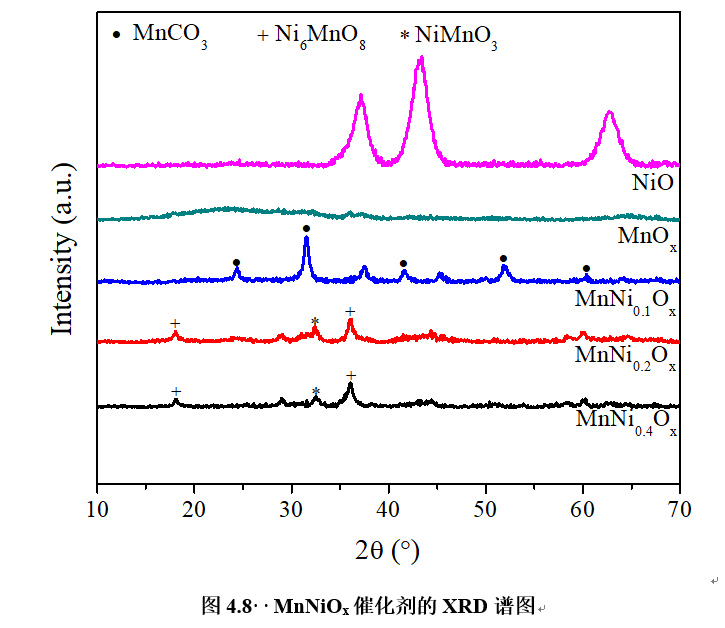 ● MnCO3 + Ni6MnO8 * NiMnO3
NiO
MnOx
MnNi0.1Ox
MnNi0.2Ox
MnNi0.4Ox
Intensity (a.u.)
10 20 30 40 50 60 70
2θ (°)
图 4.8·· MnNiOx 催化剂的 XRD 谱图